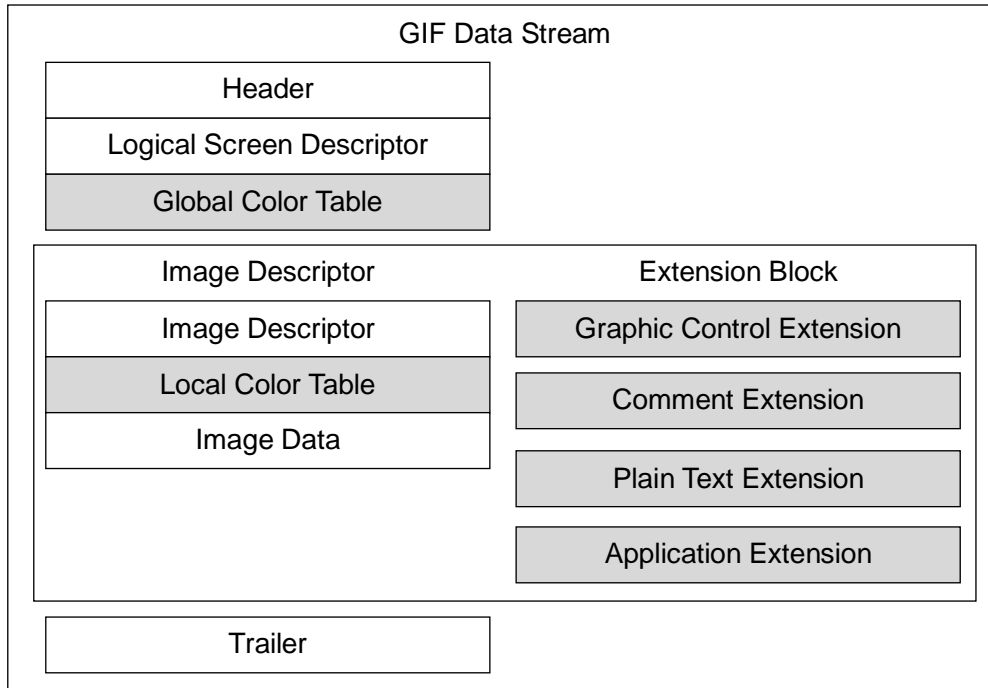 GIF Data Stream
Header
Logical Screen Descriptor
Global Color Table
Image Descriptor
Image Descriptor
Local Color Table
Image Data
Extension Block
Graphic Control Extension
Comment Extension
Plain Text Extension
Application Extension
Trailer